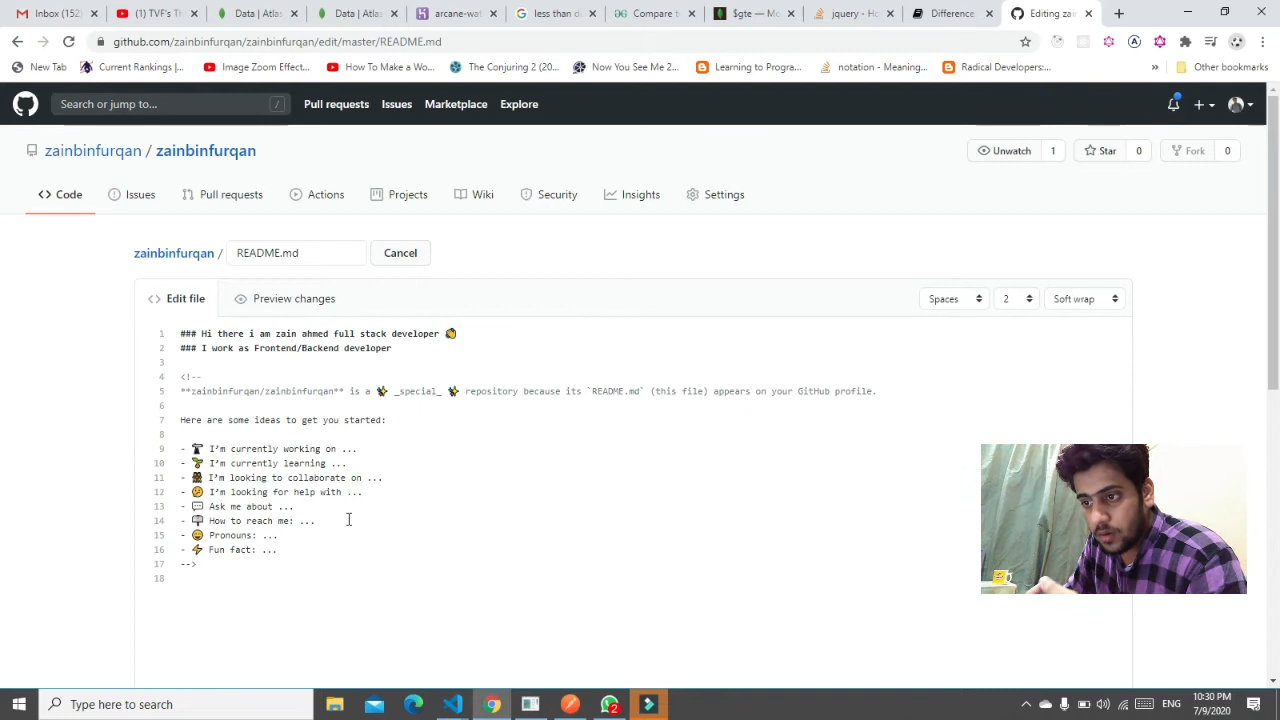 Inbox (152)
(1) TVF's Th
Data | Atlas
Data | Atlas
arcane-wat
less than da
Compare t
$gte — Mo
jquery - Ho
Difference
Editing zai
github.com/zainbinfurqan/zainbinfurqan/edit/master/README.md
New Tab
Current Rankings |...
Image Zoom Effect...
How To Make a Wo...
The Conjuring 2 (20...
Now You See Me 2...
Learning to Progra...
notation - Meaning...
Radical Developers:...
»
Other bookmarks
Search or jump to...
/
Pull requests
Issues
Marketplace
Explore
zainbinfurqan / zainbinfurqan
Unwatch 1
Star 0
Fork 0
Code
Issues
Pull requests
Actions
Projects
Wiki
Security
Insights
Settings
zainbinfurqan / README.md
Cancel
Edit file
Preview changes
Spaces
2
Soft wrap
1 ### Hi there i am zain ahmed full stack developer 👋
2 ### I work as Frontend/Backend developer
3
4 <!--
5 **zainbinfurqan/zainbinfurqan** is a ✨ _special_ ✨ repository because its `README.md` (this file) appears on your GitHub profile.
6
7 Here are some ideas to get you started:
8
9 - 🔭 I’m currently working on ...
10 - 🌱 I’m currently learning ...
11 - 👯 I’m looking to collaborate on ...
12 - 🤔 I’m looking for help with ...
13 - 💬 Ask me about ...
14 - 📫 How to reach me: ...
15 - 😄 Pronouns: ...
16 - ⚡ Fun fact: ...
17 -->
18
Type here to search
2
ENG
10:30 PM
7/9/2020